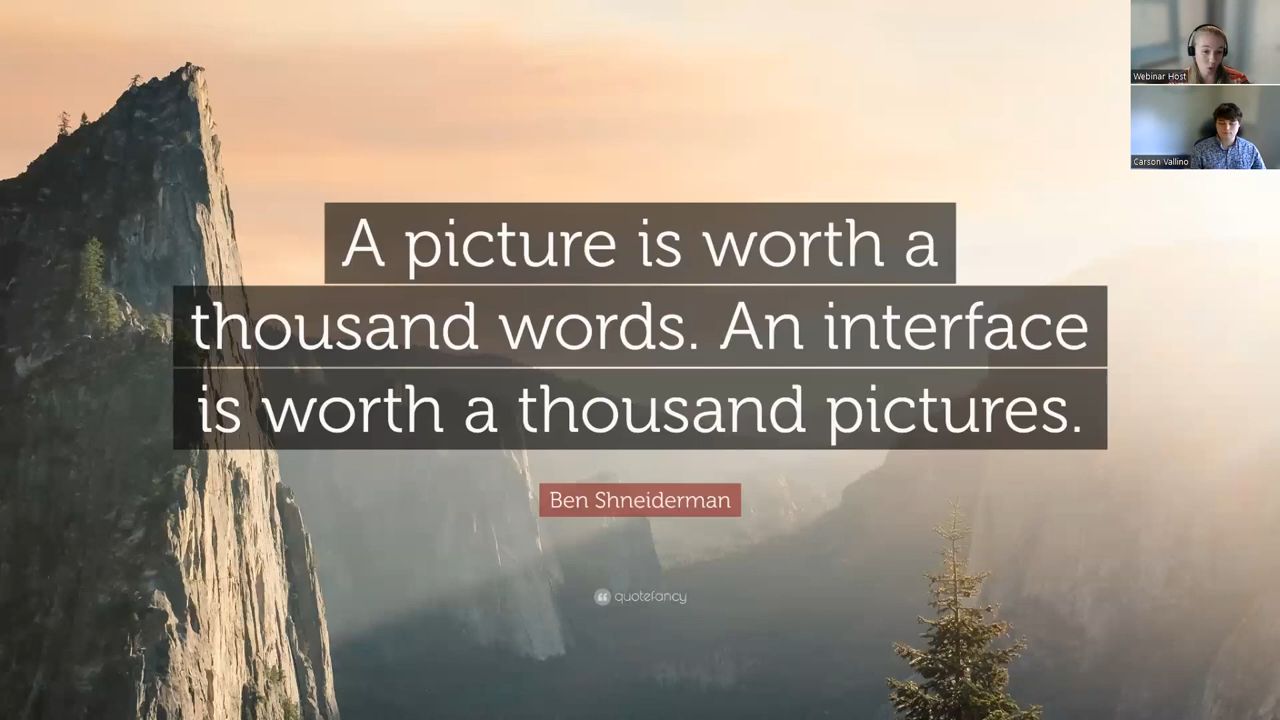 Webinar Host
Carson Vallino
A picture is worth a
thousand words. An interface
is worth a thousand pictures.
Ben Shneiderman
quotefancy